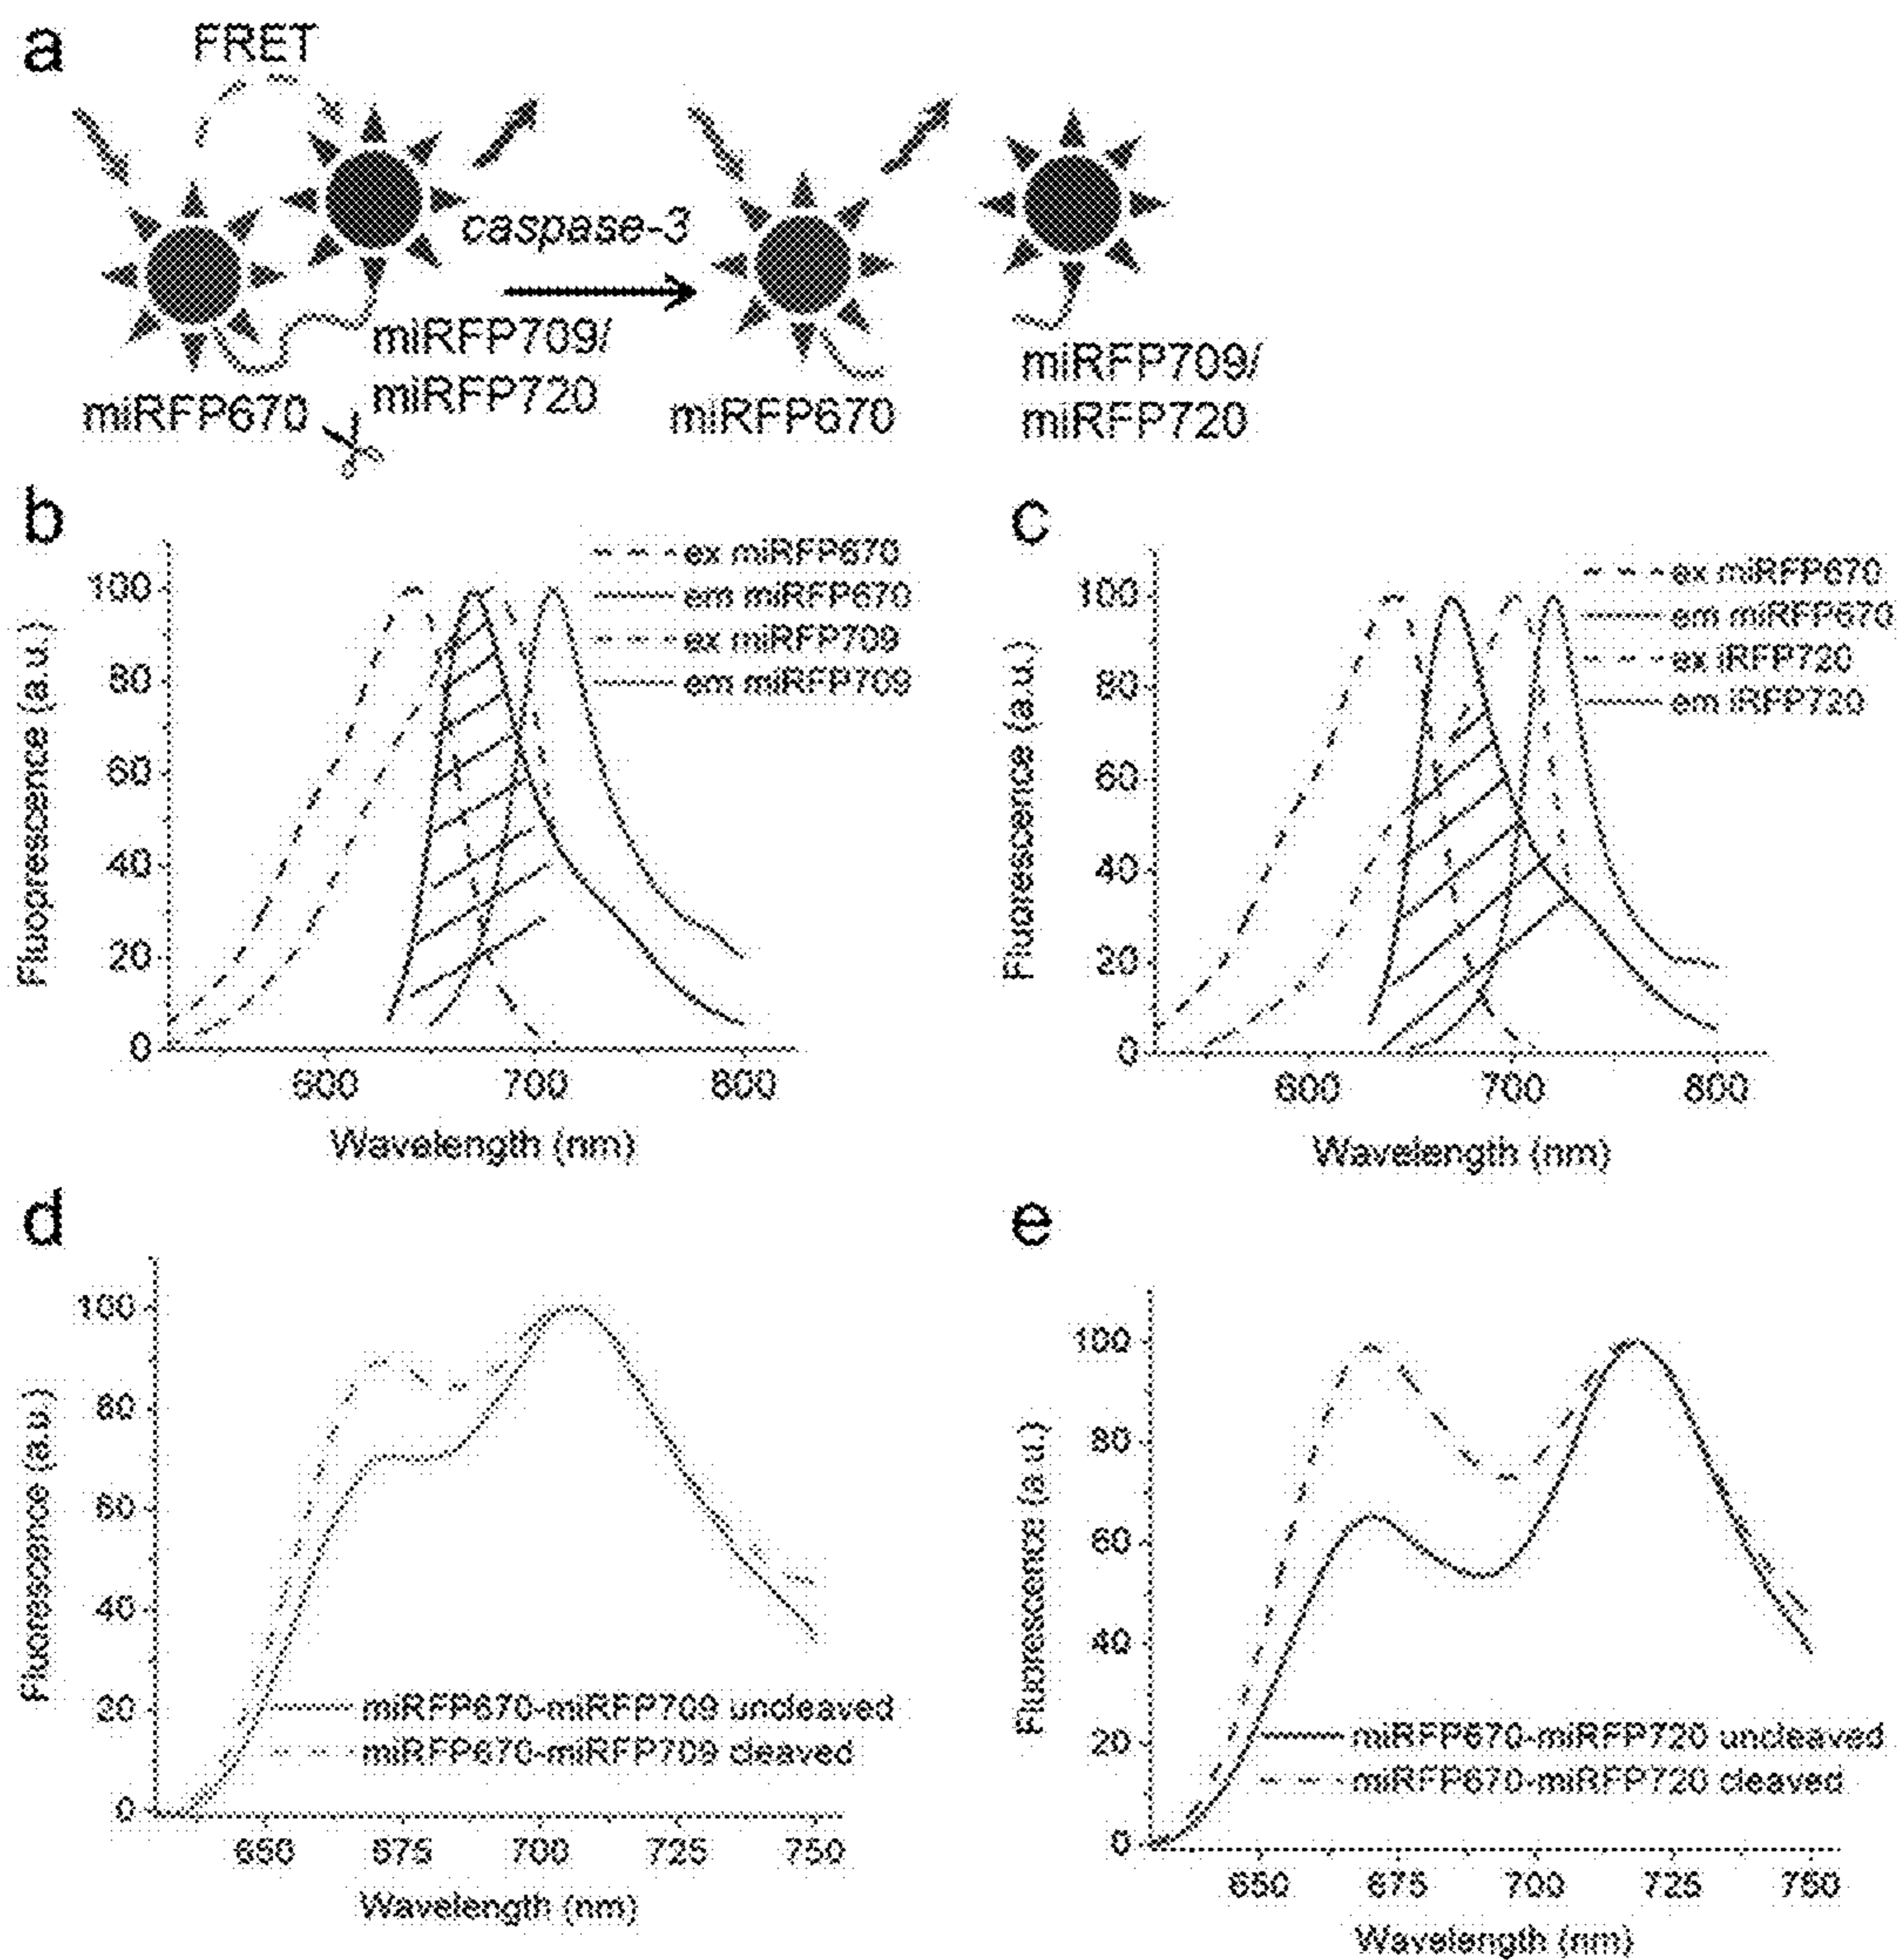 a
FRET
caspase-3
miRFP709/
miRFP720
miRFP670
miRFP670
miRFP709/
miRFP720
b
ex miRFP670
em miRFP670
ex miRFP709
em miRFP709
100
80
60
40
20
0
600 700 800
Fluorescence (a.u.)
Wavelength (nm)
c
ex miRFP670
em miRFP670
ex iRFP720
em iRFP720
100
80
60
40
20
0
600 700 800
Fluorescence (a.u.)
Wavelength (nm)
d
100
80
60
40
20
0
miRFP670-miRFP709 uncleaved
miRFP670-miRFP709 cleaved
650 675 700 725 750
Fluorescence (a.u.)
Wavelength (nm)
e
100
80
60
40
20
0
miRFP670-miRFP720 uncleaved
miRFP670-miRFP720 cleaved
650 675 700 725 750
Fluorescence (a.u.)
Wavelength (nm)